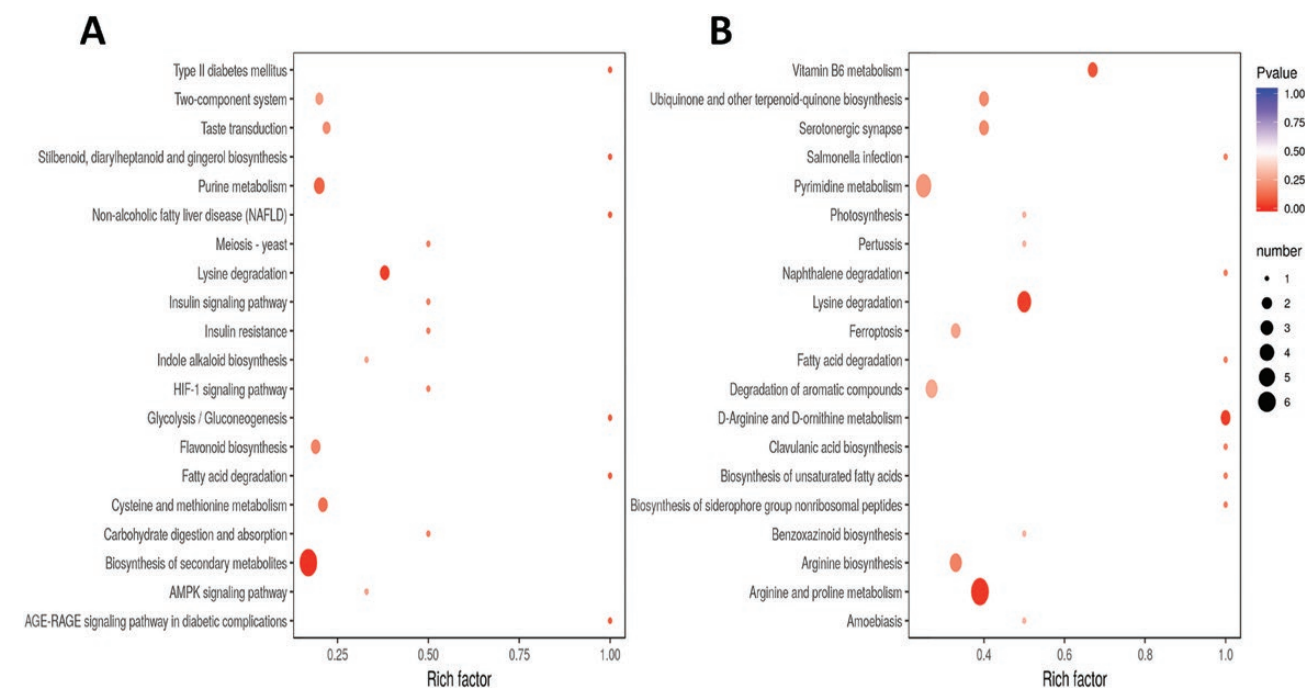 A
Type II diabetes mellitus
Two-component system
Taste transduction
Stilbenoid, diarylheptanoid and gingerol biosynthesis
Purine metabolism
Non-alcoholic fatty liver disease (NAFLD)
Meiosis - yeast
Lysine degradation
Insulin signaling pathway
Insulin resistance
Indole alkaloid biosynthesis
HIF-1 signaling pathway
Glycolysis / Gluconeogenesis
Flavonoid biosynthesis
Fatty acid degradation
Cysteine and methionine metabolism
Carbohydrate digestion and absorption
Biosynthesis of secondary metabolites
AMPK signaling pathway
AGE-RAGE signaling pathway in diabetic complications
0.25 0.50 0.75 1.00
Rich factor
B
Vitamin B6 metabolism
Ubiquinone and other terpenoid-quinone biosynthesis
Serotonergic synapse
Salmonella infection
Pyrimidine metabolism
Photosynthesis
Pertussis
Naphthalene degradation
Lysine degradation
Ferroptosis
Fatty acid degradation
Degradation of aromatic compounds
D-Arginine and D-ornithine metabolism
Clavulanic acid biosynthesis
Biosynthesis of unsaturated fatty acids
Biosynthesis of siderophore group nonribosomal peptides
Benzoxazinoid biosynthesis
Arginine biosynthesis
Arginine and proline metabolism
Amoebiasis
0.4 0.6 0.8 1.0
Rich factor
Pvalue
1.00
0.75
0.50
0.25
0.00
number
1
2
3
4
5
6